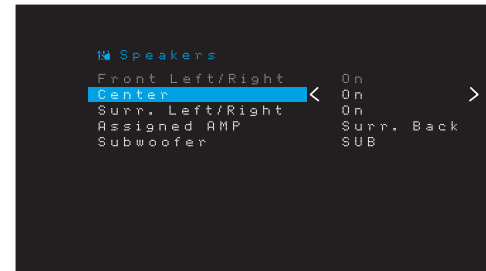 Speakers
Front Left/Right On
Center < On >
Surr. Left/Right On
Assigned AMP Surr. Back
Subwoofer SUB